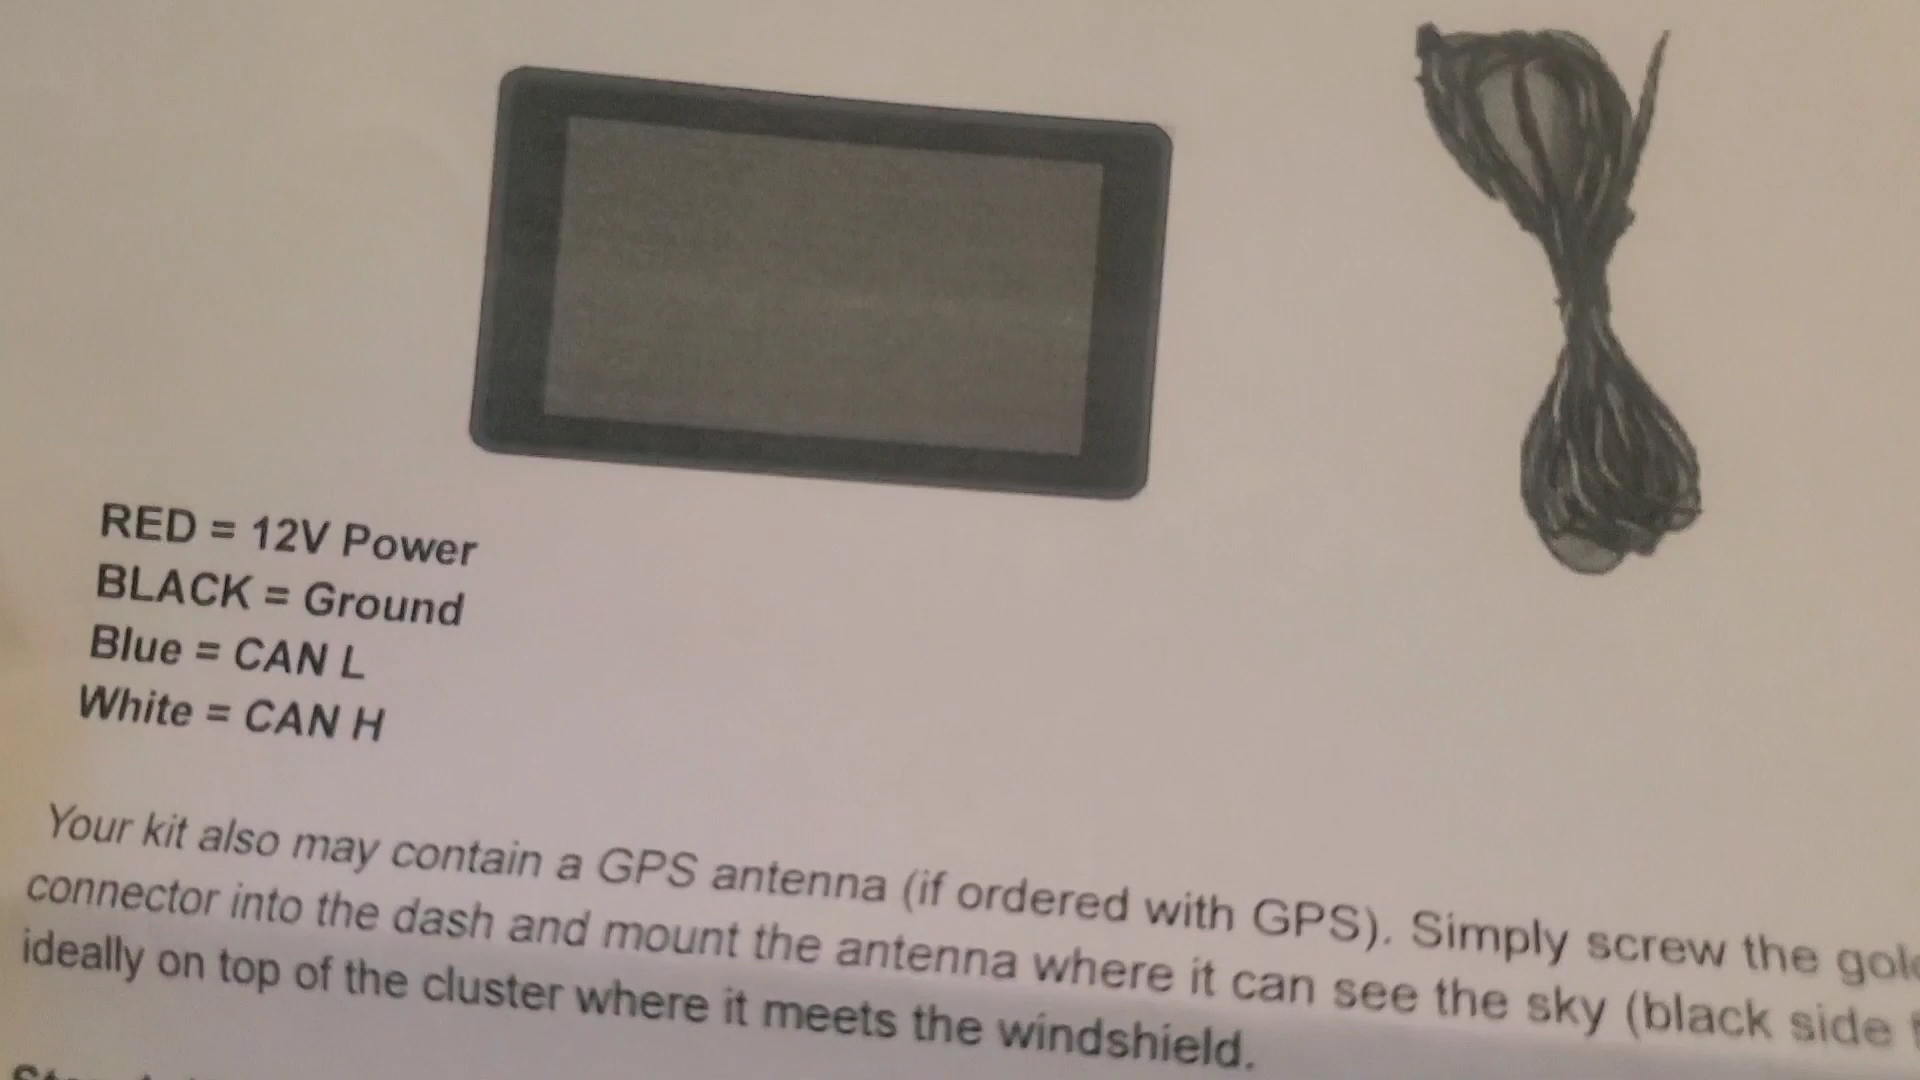 RED = 12V Power
BLACK = Ground
Blue = CAN L
White = CAN H
Your kit also may contain a GPS antenna (if ordered with GPS). Simply screw the
connector into the dash and mount the antenna where it can see the sky (black side
ideally on top of the cluster where it meets the windshield.